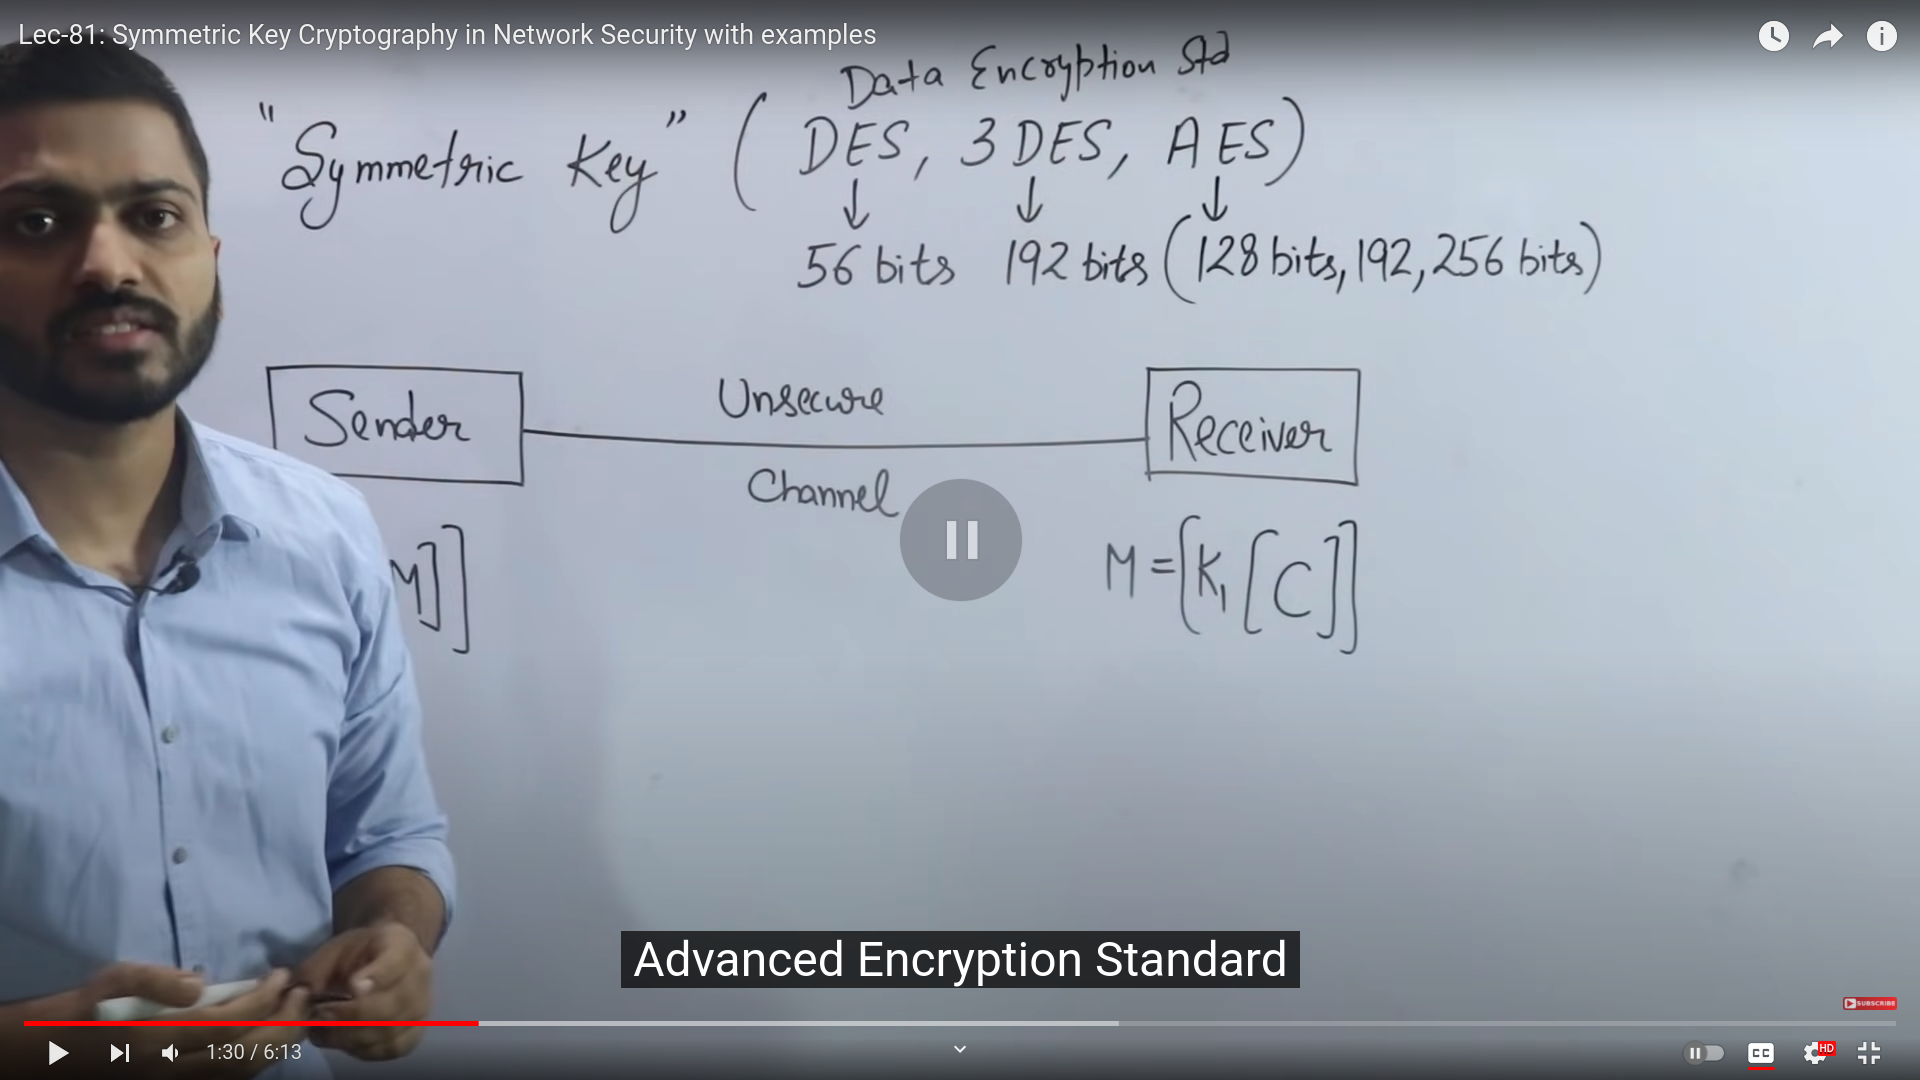 Lec-81: Symmetric Key Cryptography in Network Security with examples
Data Encryption Std
"Symmetric Key" ( DES, 3 DES, AES)
↓ ↓ ↓
56 bits 192 bits (128 bits, 192, 256 bits)
Sender
Unsecure
Channel
Receiver
M]]
M = [K₁ [C]]
Advanced Encryption Standard
SUBSCRIBE
1:30 / 6:13
CC
HD